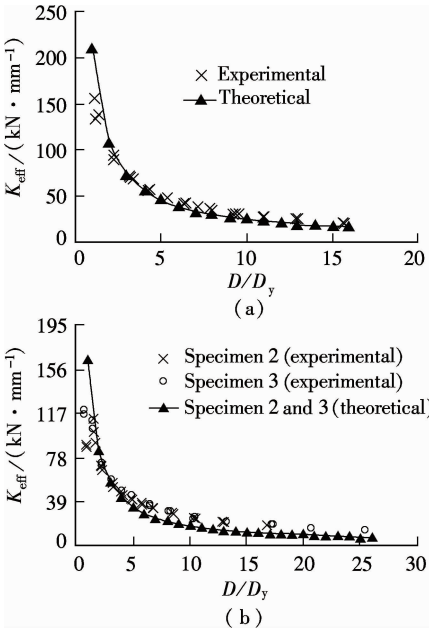 250
200
150
100
50
0
K_eff/(kN·mm⁻¹)
× Experimental
▲ Theoretical
0 5 10 15 20
D/D_y
(a)
195
156
117
78
39
0
K_eff/(kN·mm⁻¹)
× Specimen 2 (experimental)
○ Specimen 3 (experimental)
▲ Specimen 2 and 3 (theoretical)
0 5 10 15 20 25 30
D/D_y
(b)